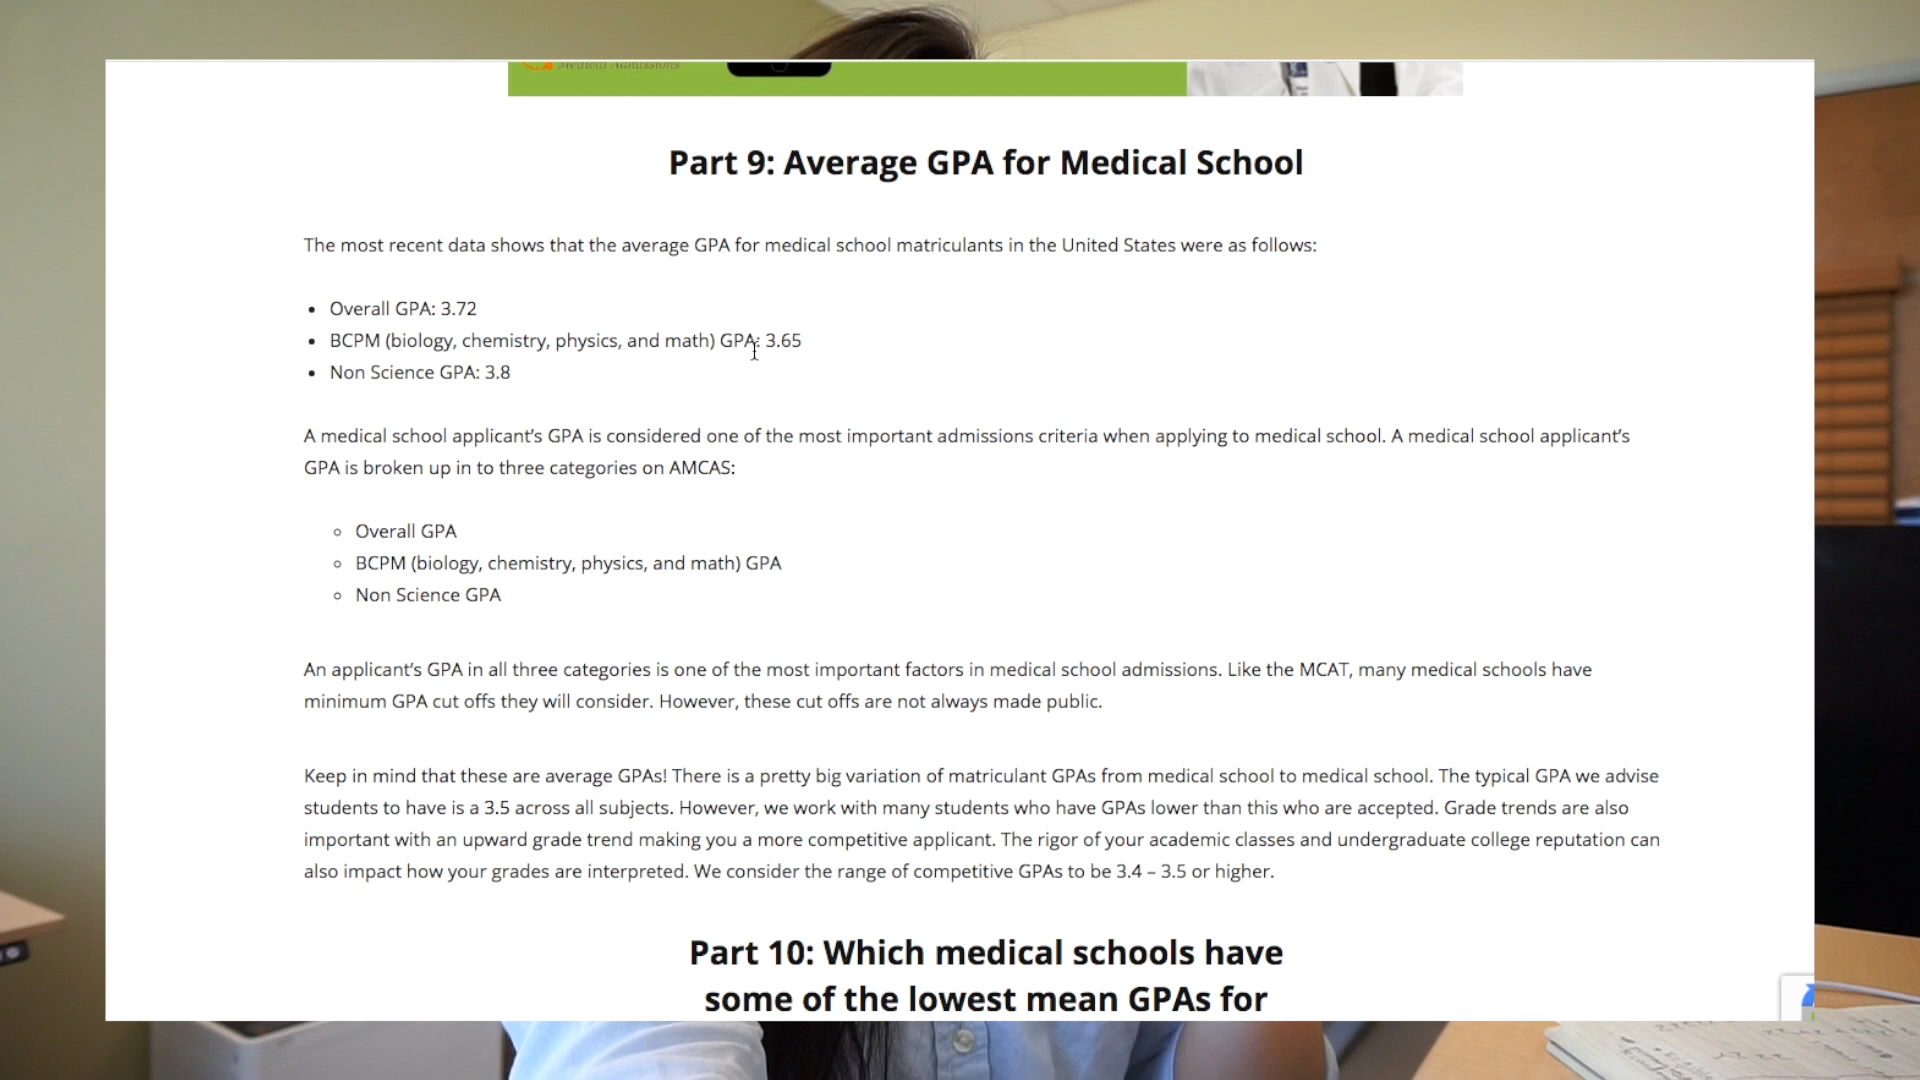 Medical Admissions
Part 9: Average GPA for Medical School
The most recent data shows that the average GPA for medical school matriculants in the United States were as follows:
• Overall GPA: 3.72
• BCPM (biology, chemistry, physics, and math) GPA: 3.65
• Non Science GPA: 3.8
A medical school applicant’s GPA is considered one of the most important admissions criteria when applying to medical school. A medical school applicant’s
GPA is broken up in to three categories on AMCAS:
◦ Overall GPA
◦ BCPM (biology, chemistry, physics, and math) GPA
◦ Non Science GPA
An applicant’s GPA in all three categories is one of the most important factors in medical school admissions. Like the MCAT, many medical schools have
minimum GPA cut offs they will consider. However, these cut offs are not always made public.
Keep in mind that these are average GPAs! There is a pretty big variation of matriculant GPAs from medical school to medical school. The typical GPA we advise
students to have is a 3.5 across all subjects. However, we work with many students who have GPAs lower than this who are accepted. Grade trends are also
important with an upward grade trend making you a more competitive applicant. The rigor of your academic classes and undergraduate college reputation can
also impact how your grades are interpreted. We consider the range of competitive GPAs to be 3.4 – 3.5 or higher.
Part 10: Which medical schools have
some of the lowest mean GPAs for